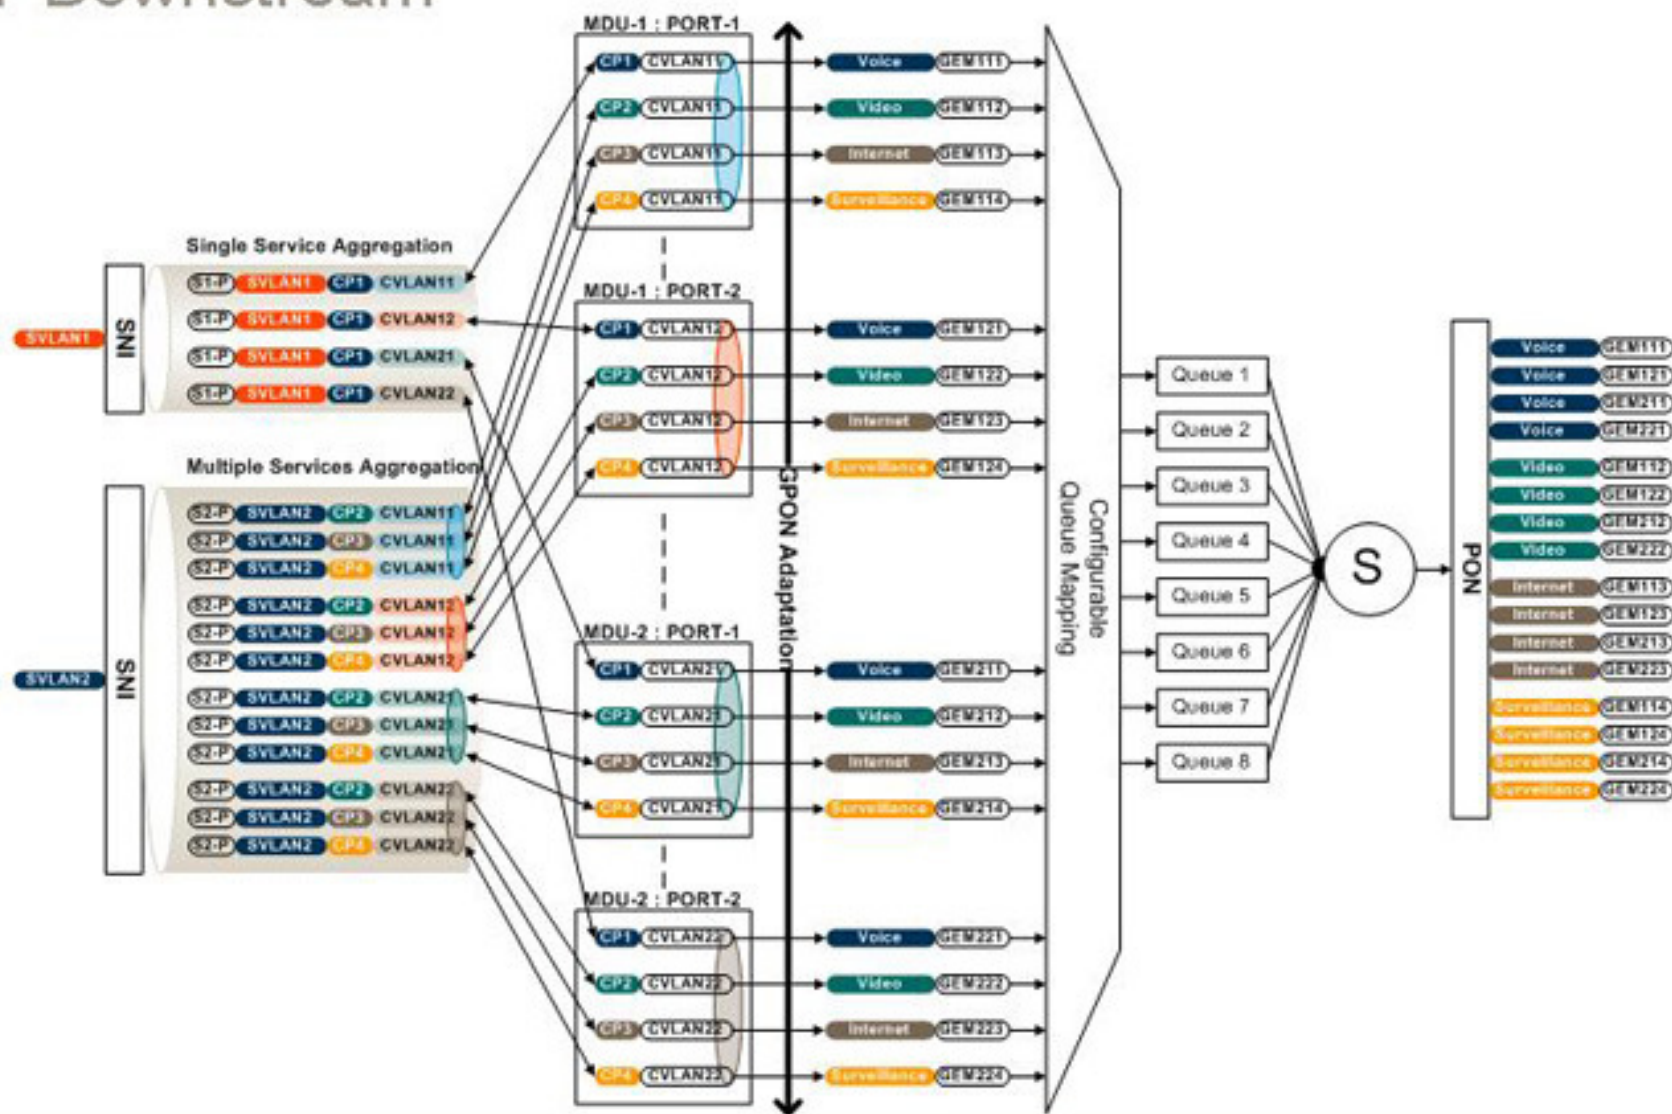 Downstream
SVLAN1
SNI
Single Service Aggregation
S1-P SVLAN1 CP1 CVLAN11
S1-P SVLAN1 CP1 CVLAN12
S1-P SVLAN1 CP1 CVLAN21
S1-P SVLAN1 CP1 CVLAN22
SVLAN2
SNI
Multiple Services Aggregation
S2-P SVLAN2 CP2 CVLAN11
S2-P SVLAN2 CP3 CVLAN11
S2-P SVLAN2 CP4 CVLAN11
S2-P SVLAN2 CP2 CVLAN12
S2-P SVLAN2 CP3 CVLAN12
S2-P SVLAN2 CP4 CVLAN12
S2-P SVLAN2 CP2 CVLAN21
S2-P SVLAN2 CP3 CVLAN21
S2-P SVLAN2 CP4 CVLAN21
S2-P SVLAN2 CP2 CVLAN22
S2-P SVLAN2 CP3 CVLAN22
S2-P SVLAN2 CP4 CVLAN22
MDU-1 : PORT-1
CP1 CVLAN11 Voice GEM111
CP2 CVLAN11 Video GEM112
CP3 CVLAN11 Internet GEM113
CP4 CVLAN11 Surveillance GEM114
MDU-1 : PORT-2
CP1 CVLAN12 Voice GEM121
CP2 CVLAN12 Video GEM122
CP3 CVLAN12 Internet GEM123
CP4 CVLAN12 Surveillance GEM124
MDU-2 : PORT-1
CP1 CVLAN21 Voice GEM211
CP2 CVLAN21 Video GEM212
CP3 CVLAN21 Internet GEM213
CP4 CVLAN21 Surveillance GEM214
MDU-2 : PORT-2
CP1 CVLAN22 Voice GEM221
CP2 CVLAN22 Video GEM222
CP3 CVLAN22 Internet GEM223
CP4 CVLAN22 Surveillance GEM224
GPON Adaptation
Configurable
Queue Mapping
Queue 1
Queue 2
Queue 3
Queue 4
Queue 5
Queue 6
Queue 7
Queue 8
S
PON
Voice GEM111
Voice GEM121
Voice GEM211
Voice GEM221
Video GEM112
Video GEM122
Video GEM212
Video GEM222
Internet GEM113
Internet GEM123
Internet GEM213
Internet GEM223
Surveillance GEM114
Surveillance GEM124
Surveillance GEM214
Surveillance GEM224